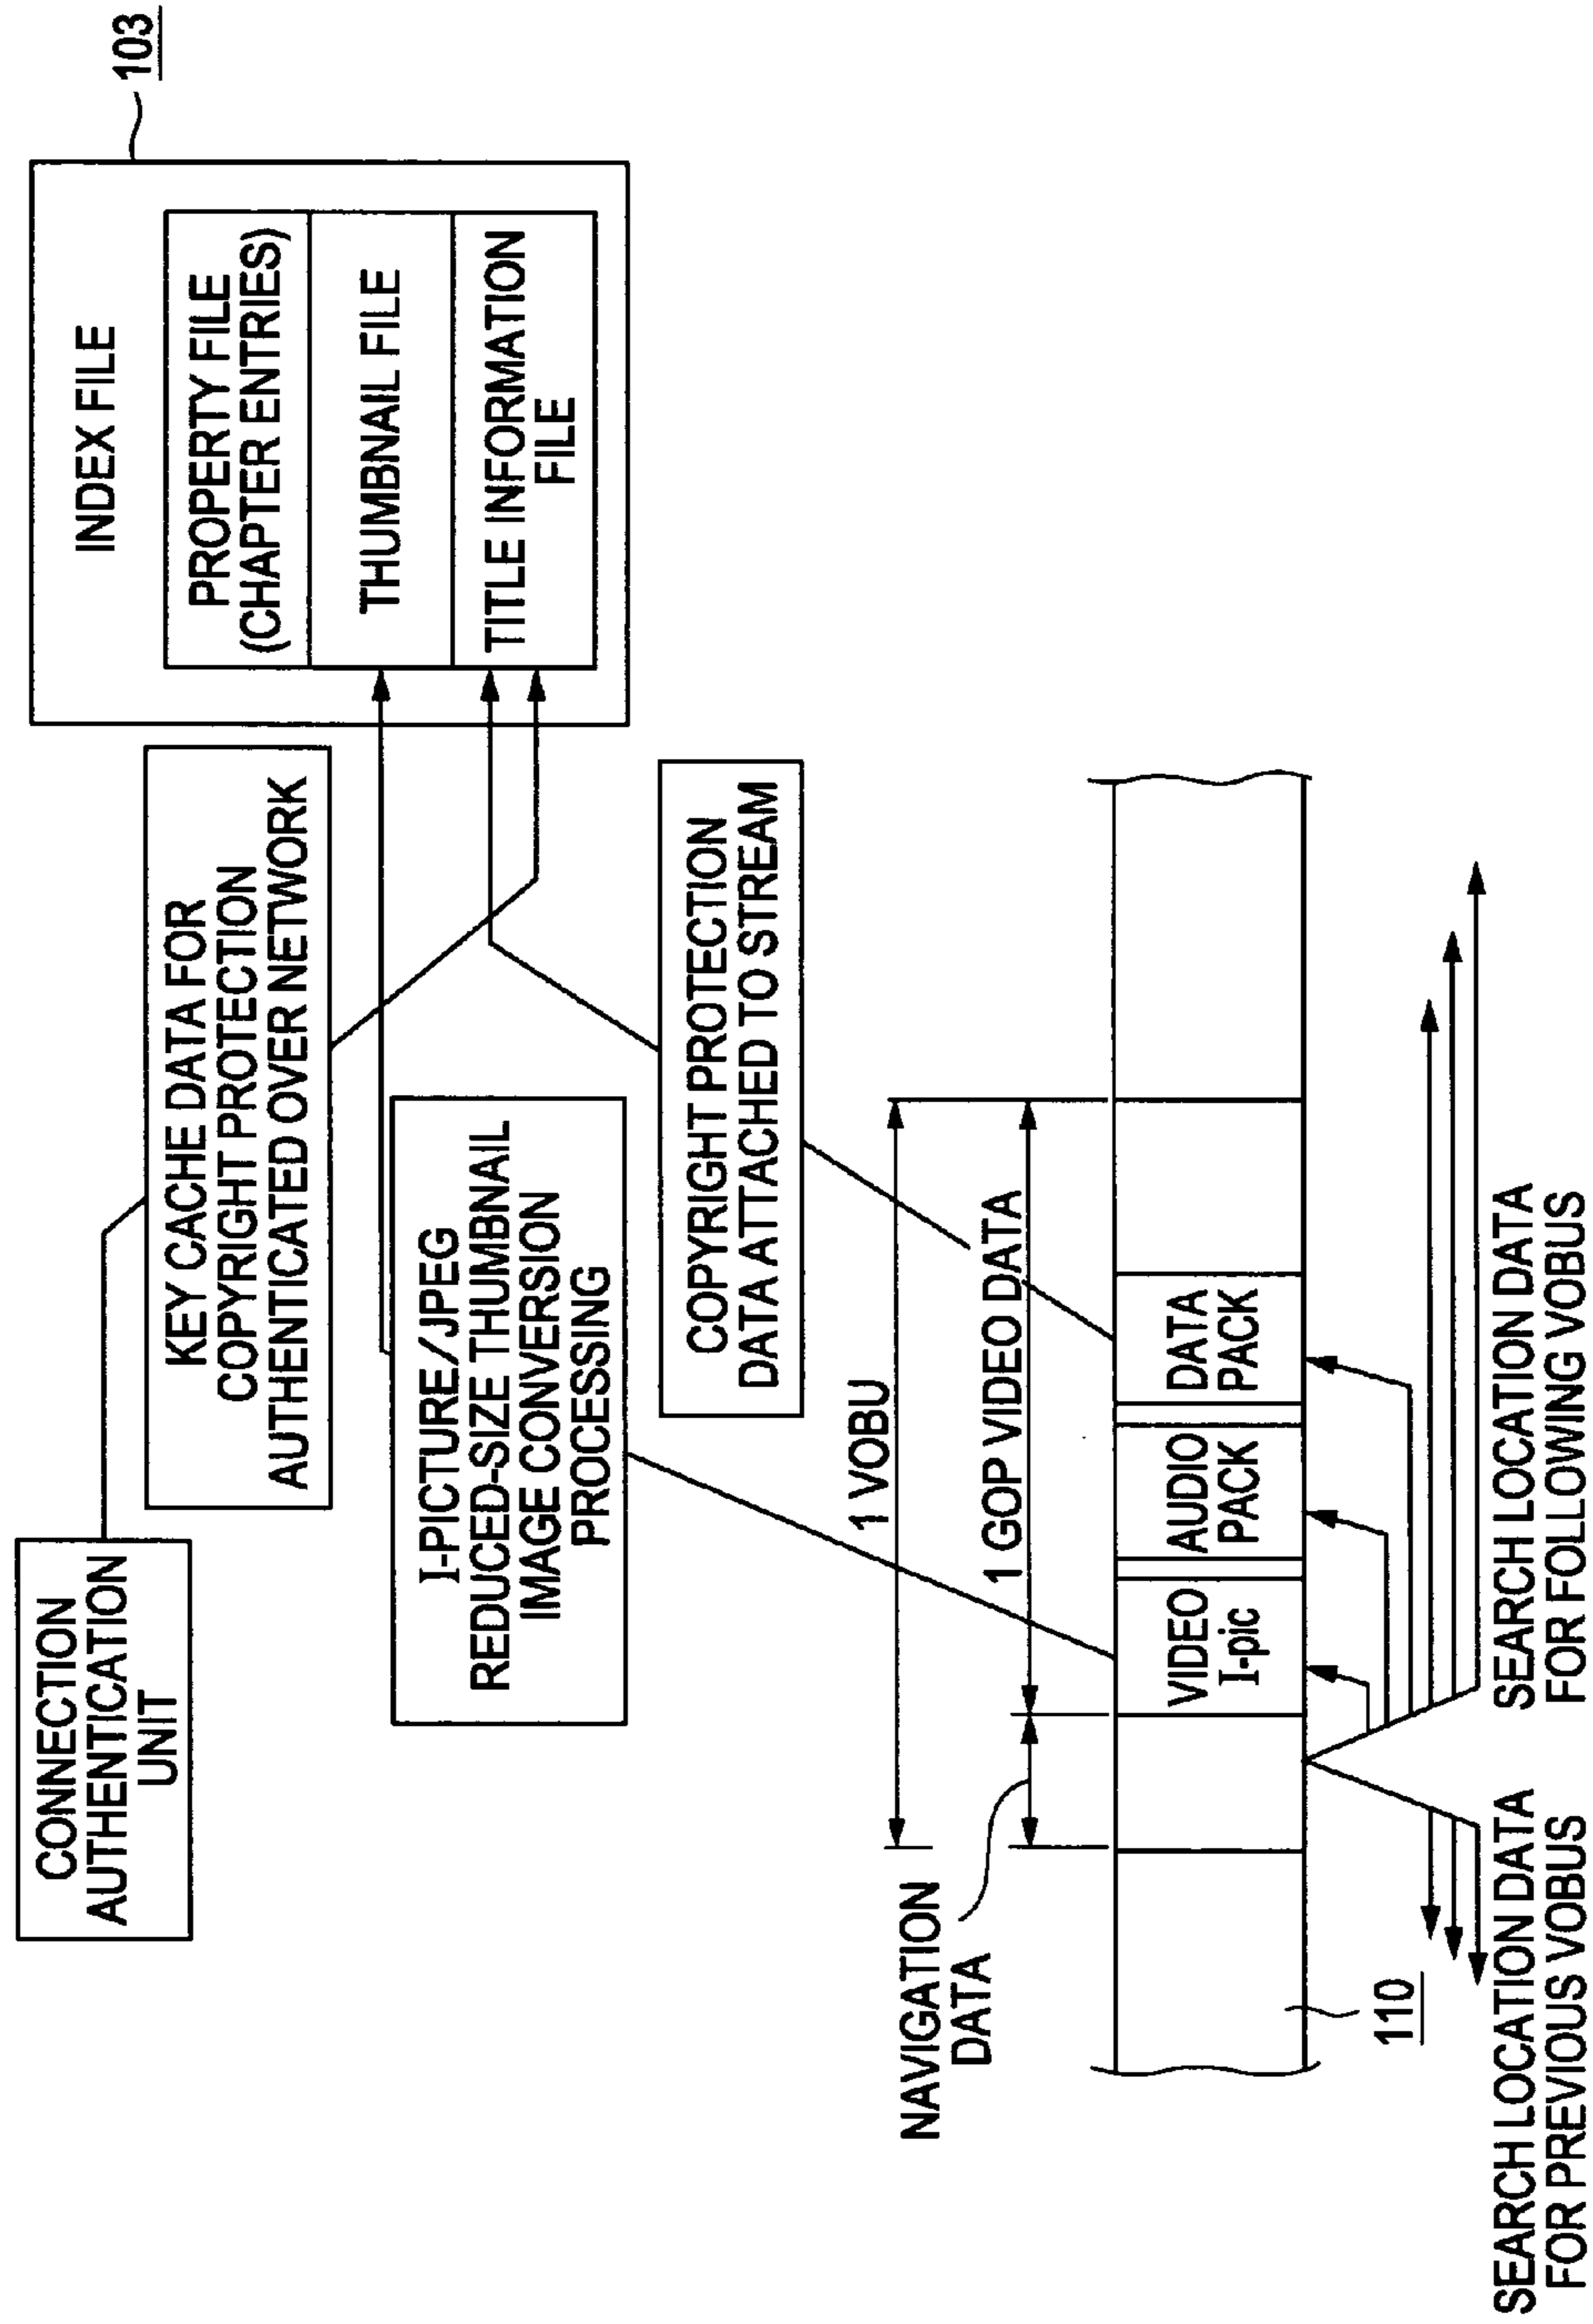 CONNECTION
AUTHENTICATION
UNIT
KEY CACHE DATA FOR
COPYRIGHT PROTECTION
AUTHENTICATED OVER NETWORK
INDEX FILE
103
PROPERTY FILE
(CHAPTER ENTRIES)
THUMBNAIL FILE
TITLE INFORMATION
FILE
I-PICTURE/JPEG
REDUCED-SIZE THUMBNAIL
IMAGE CONVERSION
PROCESSING
COPYRIGHT PROTECTION
DATA ATTACHED TO STREAM
1 VOBU
NAVIGATION
DATA
1 GOP VIDEO DATA
VIDEO
I-pic
AUDIO
PACK
DATA
PACK
110
SEARCH LOCATION DATA
FOR PREVIOUS VOBUS
SEARCH LOCATION DATA
FOR FOLLOWING VOBUS